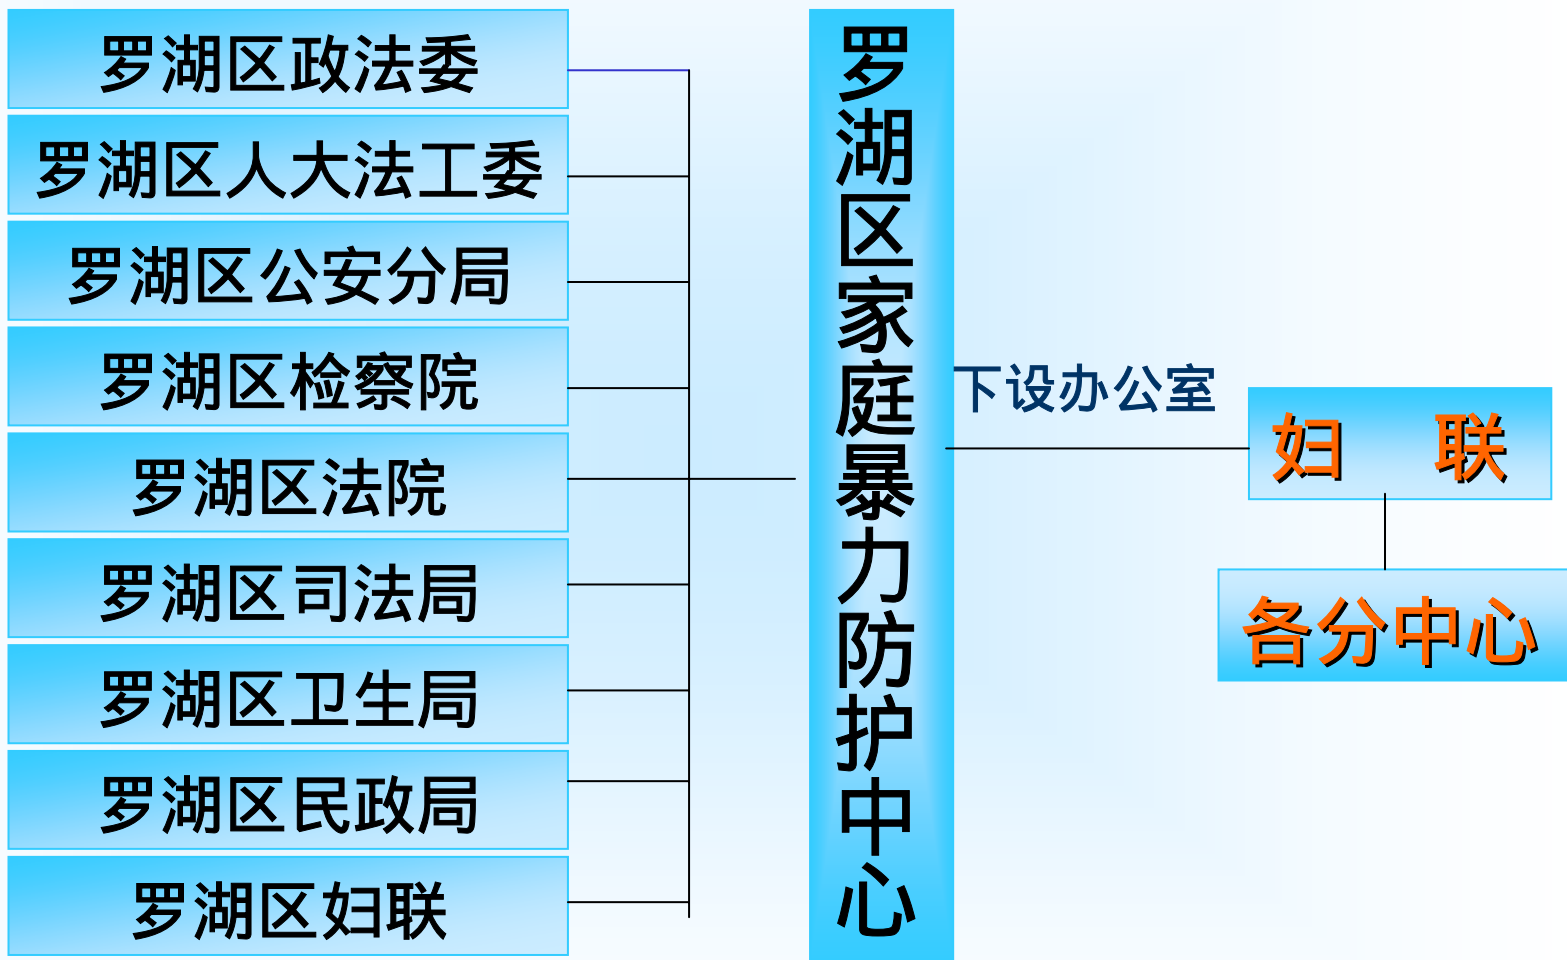 罗湖区政法委
罗湖区人大法工委
罗湖区公安分局
罗湖区检察院
罗湖区法院
罗湖区司法局
罗湖区卫生局
罗湖区民政局
罗湖区妇联
罗湖区家庭暴力防护中心
下设办公室
妇 联
各分中心